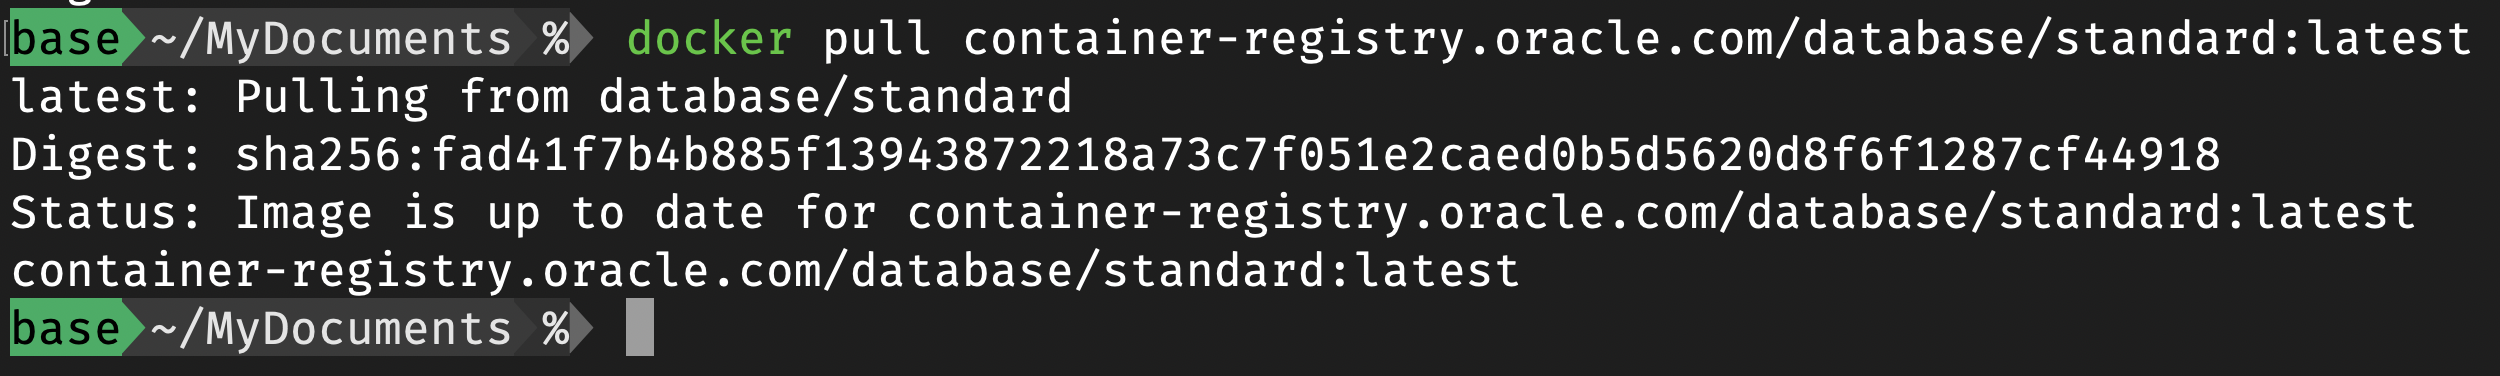 base ~/MyDocuments % docker pull container-registry.oracle.com/database/standard:latest
latest: Pulling from database/standard
Digest: sha256:fad41f7b4b885f13943872218a73c7f051e2caed0b5d5620d8f6f1287cf44918
Status: Image is up to date for container-registry.oracle.com/database/standard:latest
container-registry.oracle.com/database/standard:latest
base ~/MyDocuments %